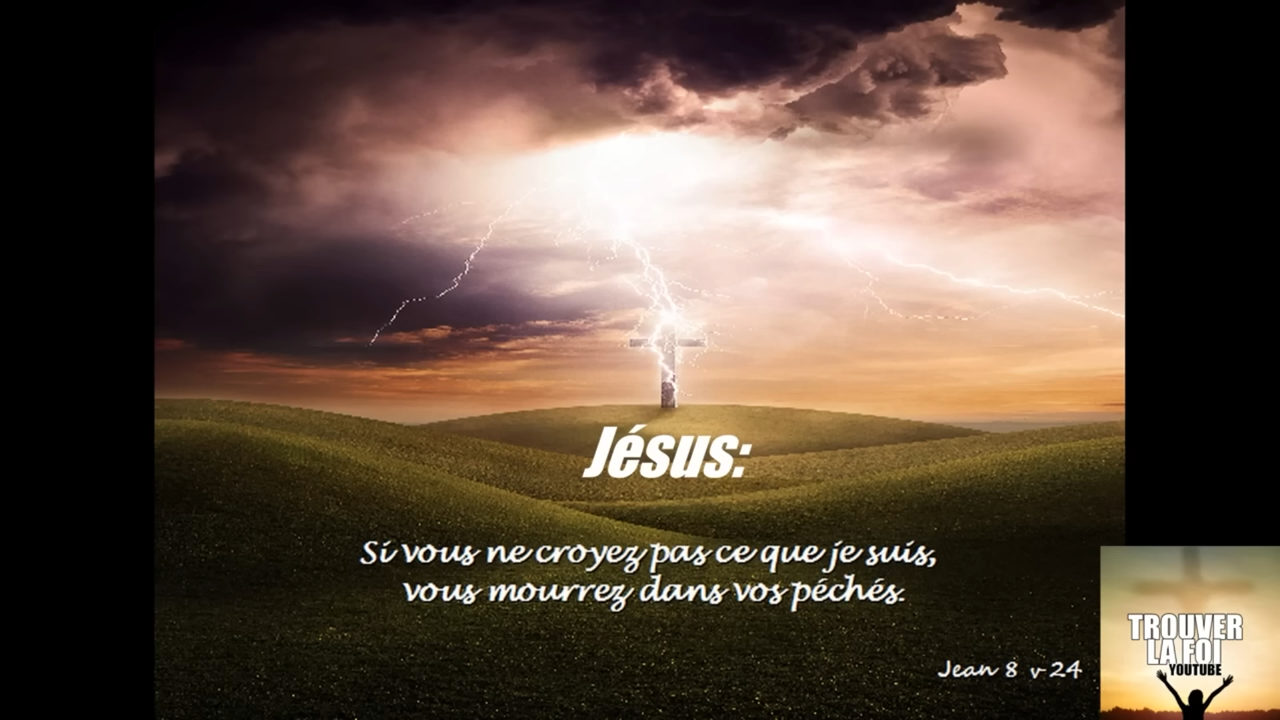 Jésus:
Si vous ne croyez pas ce que je suis,
vous mourrez dans vos péchés.
Jean 8 v 24
TROUVER
LA FOI
YOUTUBE